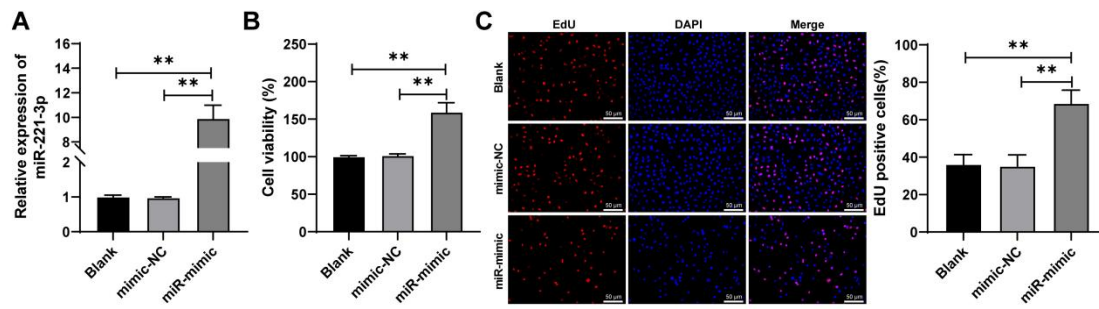 A
Relative expression of
miR-221-3p
16
14
12
10
8
2
1
0
**
**
Blank
mimic-NC
miR-mimic
B
Cell viability (%)
250
200
150
100
50
0
**
**
Blank
mimic-NC
miR-mimic
C
EdU DAPI Merge
Blank
50 μm 50 μm 50 μm
mimic-NC
50 μm 50 μm 50 μm
miR-mimic
50 μm 50 μm 50 μm
EdU positive cells(%)
100
80
60
40
20
0
**
**
Blank
mimic-NC
miR-mimic